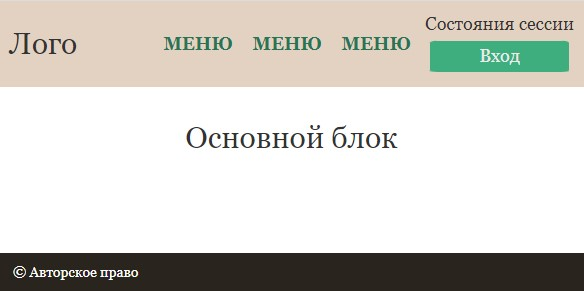 Лого
МЕНЮ МЕНЮ МЕНЮ
Состояния сессии
Вход
Основной блок
© Авторское право